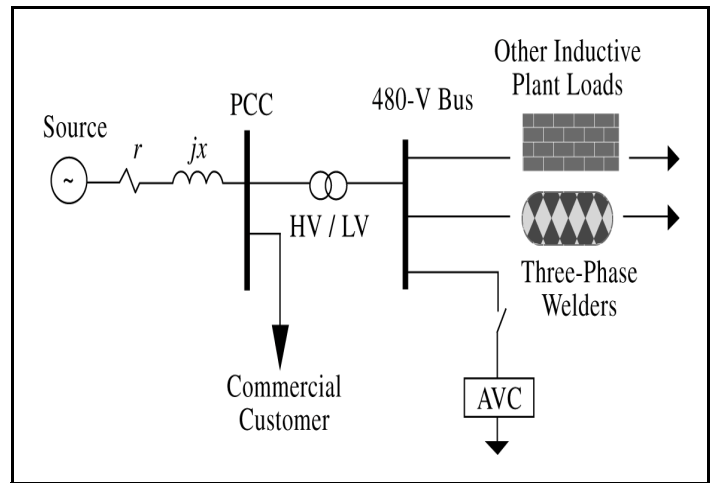 Other Inductive
Plant Loads
PCC
480-V Bus
Source
r
jx
~
HV / LV
Three-Phase
Welders
Commercial
Customer
AVC